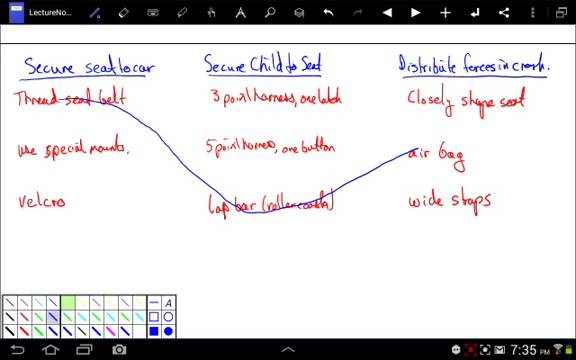 LectureNo...
Secure seat to car
Secure Child to Seat
Distribute forces in crash.
Thread seat belt
3 point harness, one latch
Closely shape seat
use special mounts.
5 point harness, one button
air bag
velcro
Lap bar (roller coaster)
wide straps
A
7:35 PM